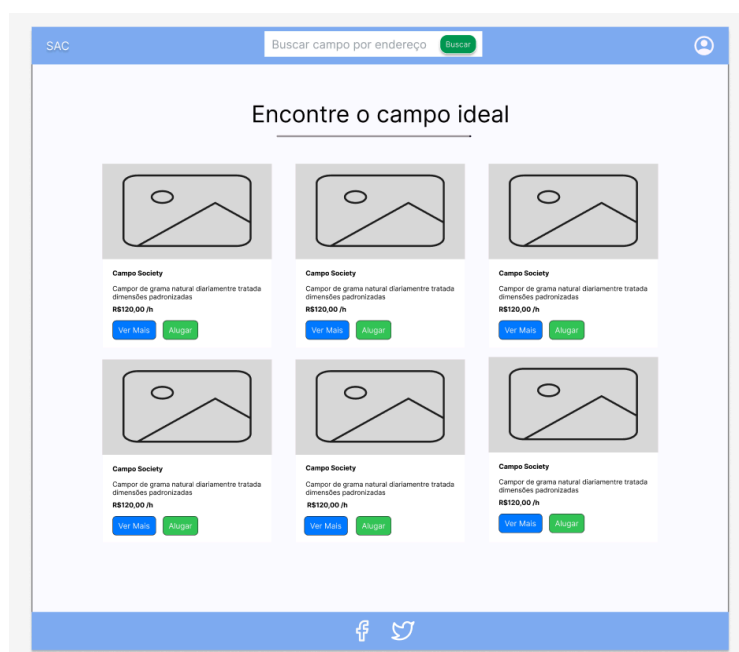 SAC
Buscar campo por endereço
Buscar
Encontre o campo ideal
Campo Society
Campor de grama natural diariamentre tratada
dimensões padronizadas
R$120,00 /h
Ver Mais
Alugar
Campo Society
Campor de grama natural diariamentre tratada
dimensões padronizadas
R$120,00 /h
Ver Mais
Alugar
Campo Society
Campor de grama natural diariamentre tratada
dimensões padronizadas
R$120,00 /h
Ver Mais
Alugar
Campo Society
Campor de grama natural diariamentre tratada
dimensões padronizadas
R$120,00 /h
Ver Mais
Alugar
Campo Society
Campor de grama natural diariamentre tratada
dimensões padronizadas
R$120,00 /h
Ver Mais
Alugar
Campo Society
Campor de grama natural diariamentre tratada
dimensões padronizadas
R$120,00 /h
Ver Mais
Alugar